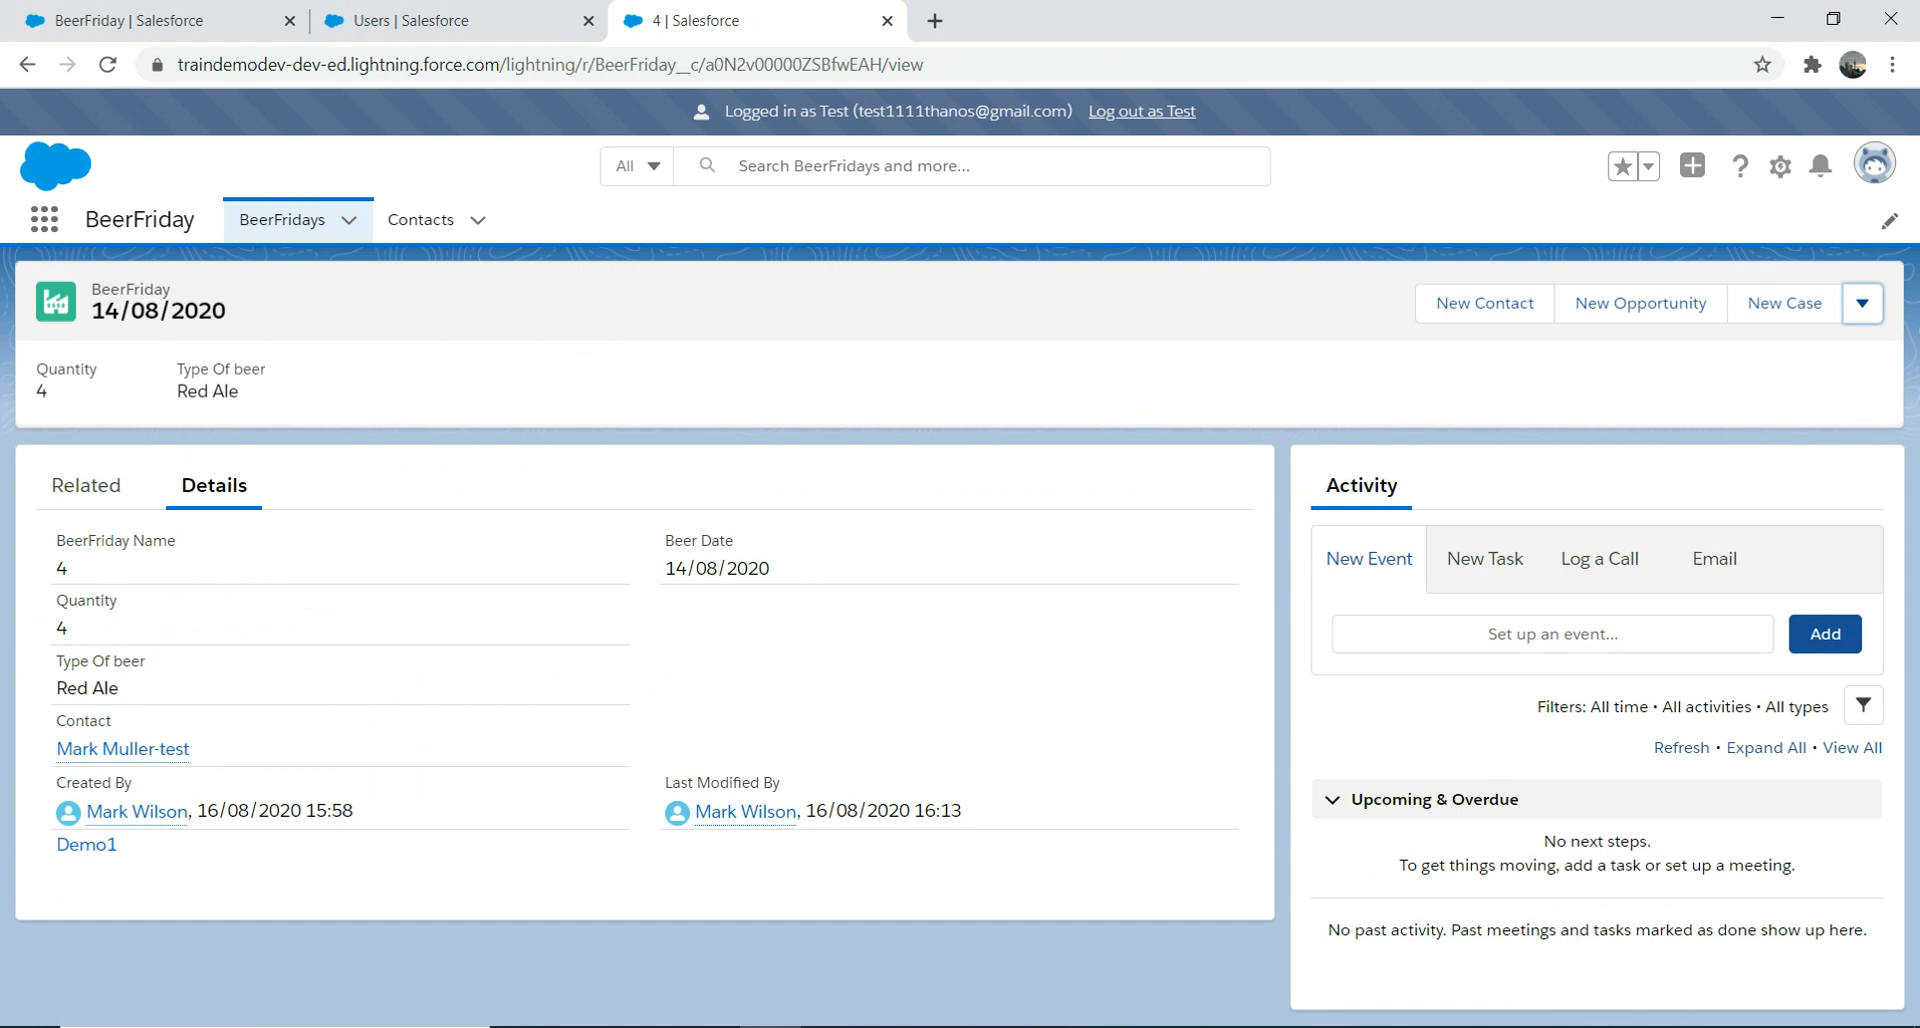 BeerFriday | Salesforce
Users | Salesforce
4 | Salesforce
traindemodev-dev-ed.lightning.force.com/lightning/r/BeerFriday__c/a0N2v00000ZSBfwEAH/view
Logged in as Test (test1111thanos@gmail.com) Log out as Test
All
Search BeerFridays and more...
BeerFriday
BeerFridays
Contacts
BeerFriday
14/08/2020
New Contact
New Opportunity
New Case
Quantity
4
Type Of beer
Red Ale
Related
Details
BeerFriday Name
4
Beer Date
14/08/2020
Quantity
4
Type Of beer
Red Ale
Contact
Mark Muller-test
Created By
Mark Wilson, 16/08/2020 15:58
Last Modified By
Mark Wilson, 16/08/2020 16:13
Demo1
Activity
New Event
New Task
Log a Call
Email
Set up an event...
Add
Filters: All time • All activities • All types
Refresh • Expand All • View All
Upcoming & Overdue
No next steps.
To get things moving, add a task or set up a meeting.
No past activity. Past meetings and tasks marked as done show up here.